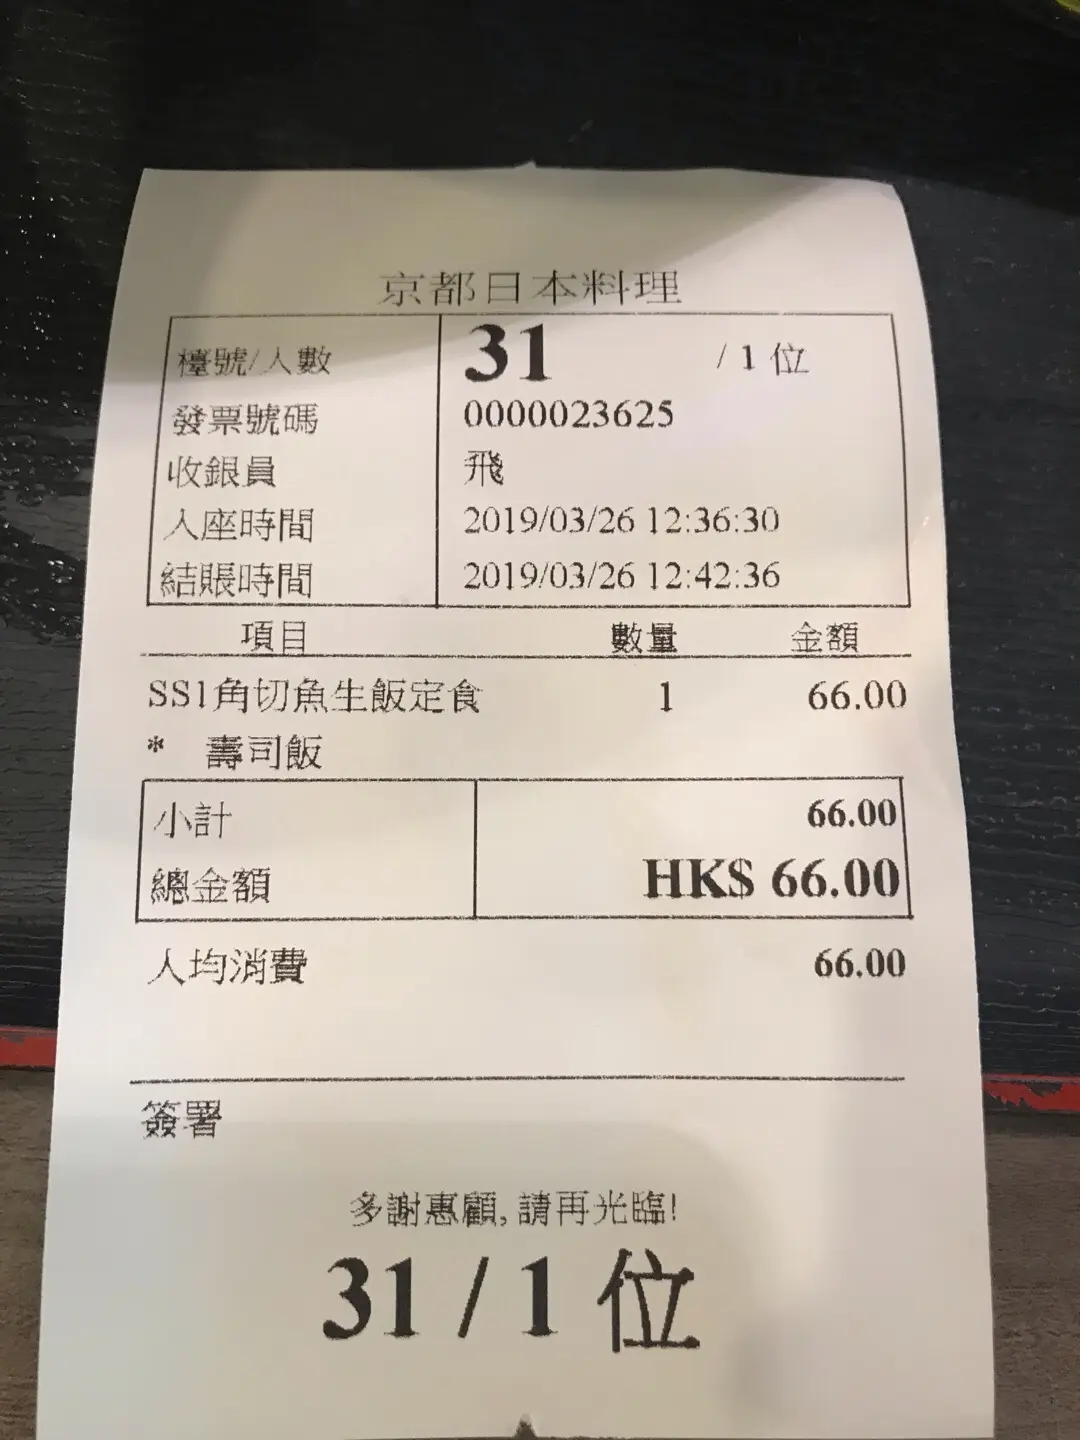 京都日本料理
檯號/人數 31 / 1 位
發票號碼 0000023625
收銀員 飛
入座時間 2019/03/26 12:36:30
結賬時間 2019/03/26 12:42:36
項目 數量 金額
SS1角切魚生飯定食 1 66.00
* 壽司飯
小計 66.00
總金額 HK$ 66.00
人均消費 66.00
簽署
多謝惠顧, 請再光臨!
31 / 1 位